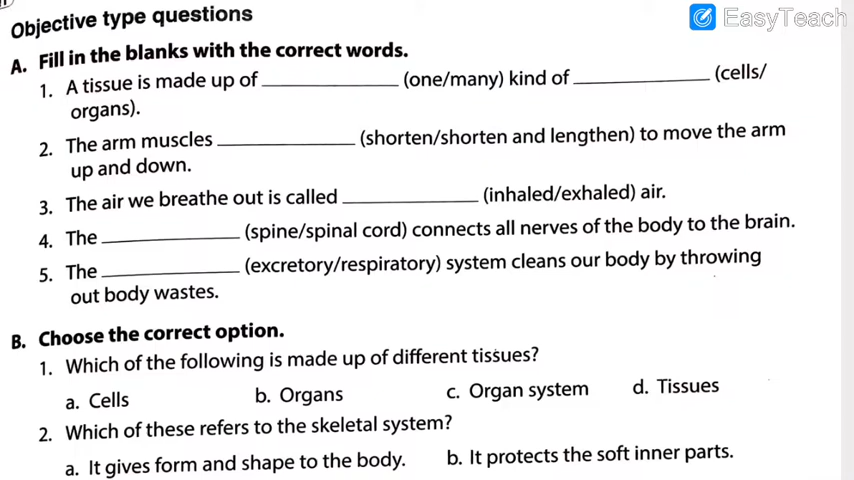 EasyTeach
Objective type questions
A. Fill in the blanks with the correct words.
1. A tissue is made up of ____________ (one/many) kind of ____________ (cells/
organs).
2. The arm muscles ____________ (shorten/shorten and lengthen) to move the arm
up and down.
3. The air we breathe out is called ____________ (inhaled/exhaled) air.
4. The ____________ (spine/spinal cord) connects all nerves of the body to the brain.
5. The ____________ (excretory/respiratory) system cleans our body by throwing
out body wastes.
B. Choose the correct option.
1. Which of the following is made up of different tissues?
a. Cells b. Organs c. Organ system d. Tissues
2. Which of these refers to the skeletal system?
a. It gives form and shape to the body. b. It protects the soft inner parts.